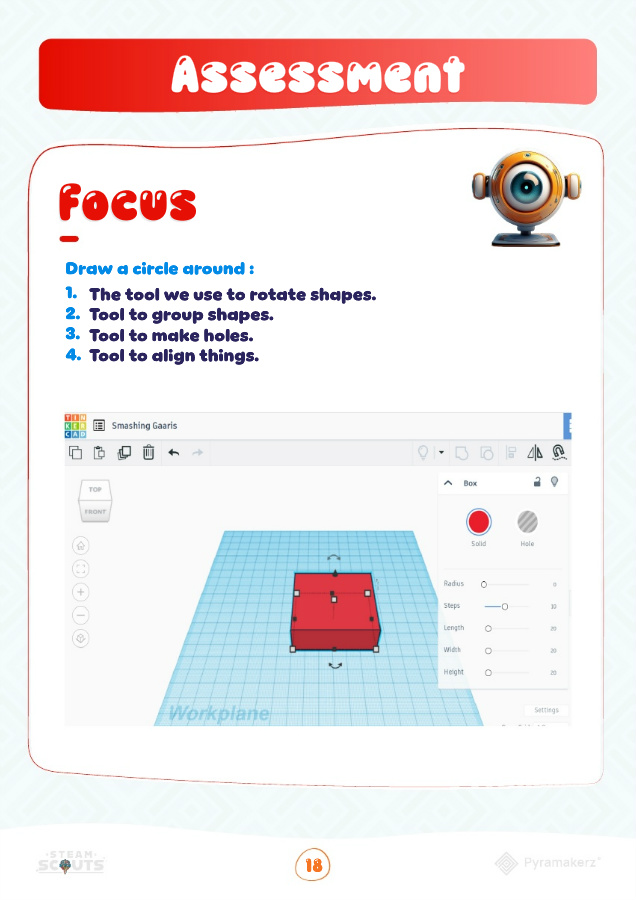 Assessment
Focus
Draw a circle around :
1. The tool we use to rotate shapes.
2. Tool to group shapes.
3. Tool to make holes.
4. Tool to align things.
TIN
KER
CAD
Smashing Gaaris
TOP
FRONT
Box
Solid
Hole
Radius 0
Steps 10
Length 20
Width 20
Height 20
Workplane
Settings
STEAM
SCOUTS
18
Pyramakerz